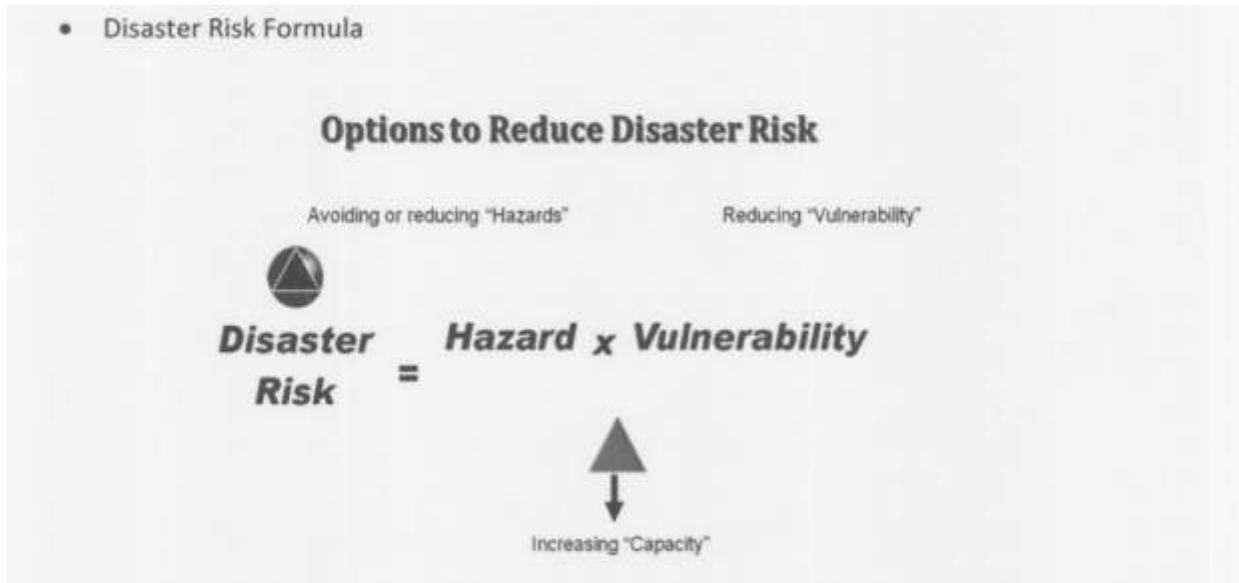 • Disaster Risk Formula
Options to Reduce Disaster Risk
Avoiding or reducing "Hazards" Reducing "Vulnerability"
Disaster Risk = Hazard x Vulnerability
Increasing "Capacity"